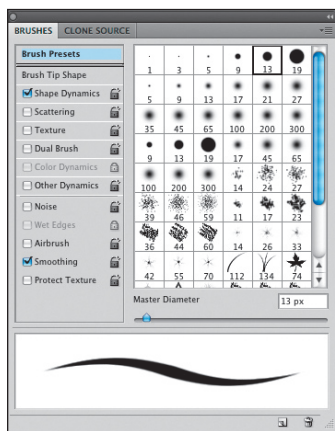 BRUSHES CLONE SOURCE
Brush Presets
Brush Tip Shape
Shape Dynamics
Scattering
Texture
Dual Brush
Color Dynamics
Other Dynamics
Noise
Wet Edges
Airbrush
Smoothing
Protect Texture
1 3 5 9 13 19
5 9 13 17 21 27
35 45 65 100 200 300
9 13 19 17 45 65
100 200 300 14 24 27
39 46 59 11 17 23
36 44 60 14 26 33
42 55 70 112 134 74
Master Diameter 13 px